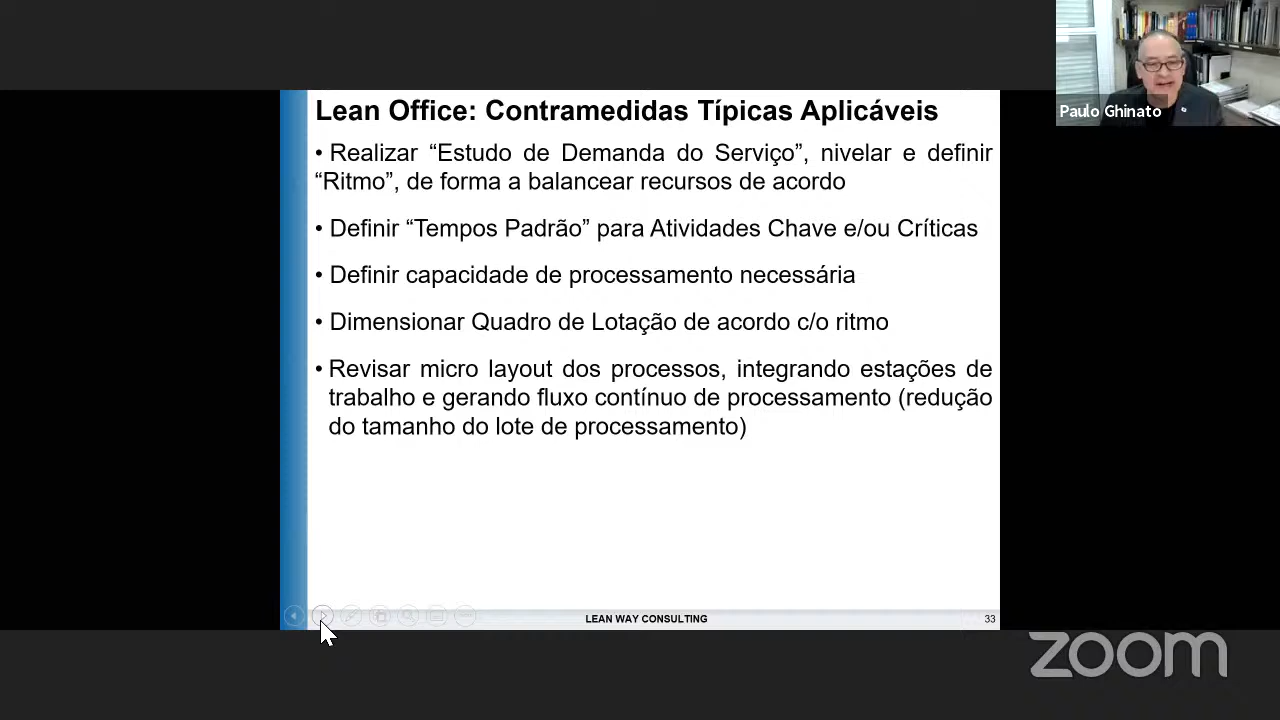 Paulo Ghinato
Lean Office: Contramedidas Típicas Aplicáveis
• Realizar “Estudo de Demanda do Serviço”, nivelar e definir
“Ritmo”, de forma a balancear recursos de acordo
• Definir “Tempos Padrão” para Atividades Chave e/ou Críticas
• Definir capacidade de processamento necessária
• Dimensionar Quadro de Lotação de acordo c/o ritmo
• Revisar micro layout dos processos, integrando estações de
trabalho e gerando fluxo contínuo de processamento (redução
do tamanho do lote de processamento)
LEAN WAY CONSULTING
33
zoom